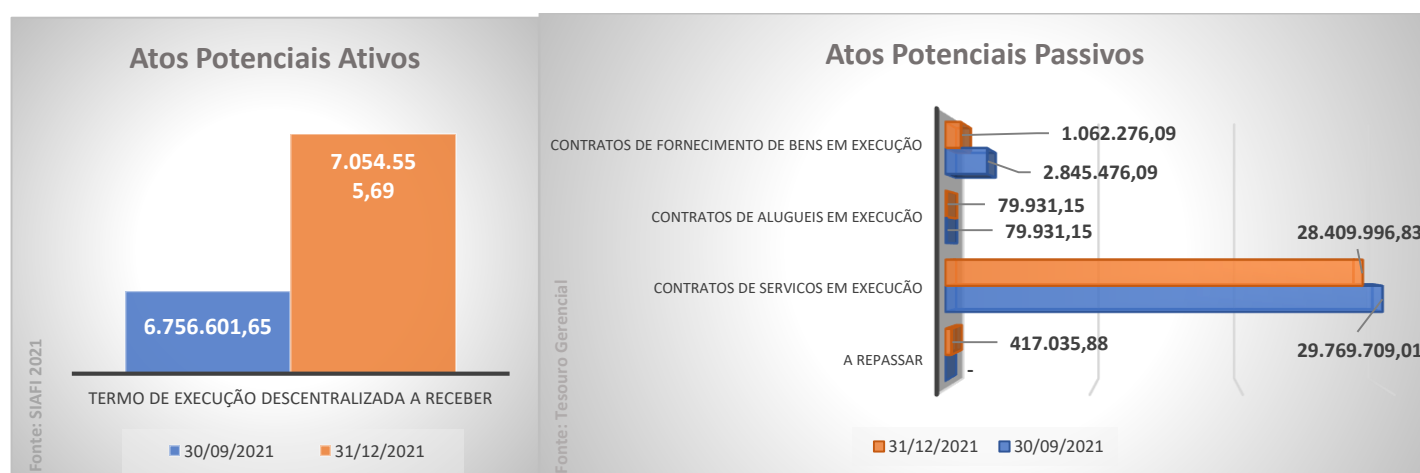 Atos Potenciais Ativos
7.054.55
5,69
6.756.601,65
TERMO DE EXECUÇÃO DESCENTRALIZADA A RECEBER
30/09/2021
31/12/2021
Fonte: SIAFI 2021
Atos Potenciais Passivos
CONTRATOS DE FORNECIMENTO DE BENS EM EXECUÇÃO
1.062.276,09
2.845.476,09
CONTRATOS DE ALUGUEIS EM EXECUCÃO
79.931,15
79.931,15
CONTRATOS DE SERVICOS EM EXECUCÃO
28.409.996,83
29.769.709,01
A REPASSAR
417.035,88
-
31/12/2021
30/09/2021
Fonte: Tesouro Gerencial